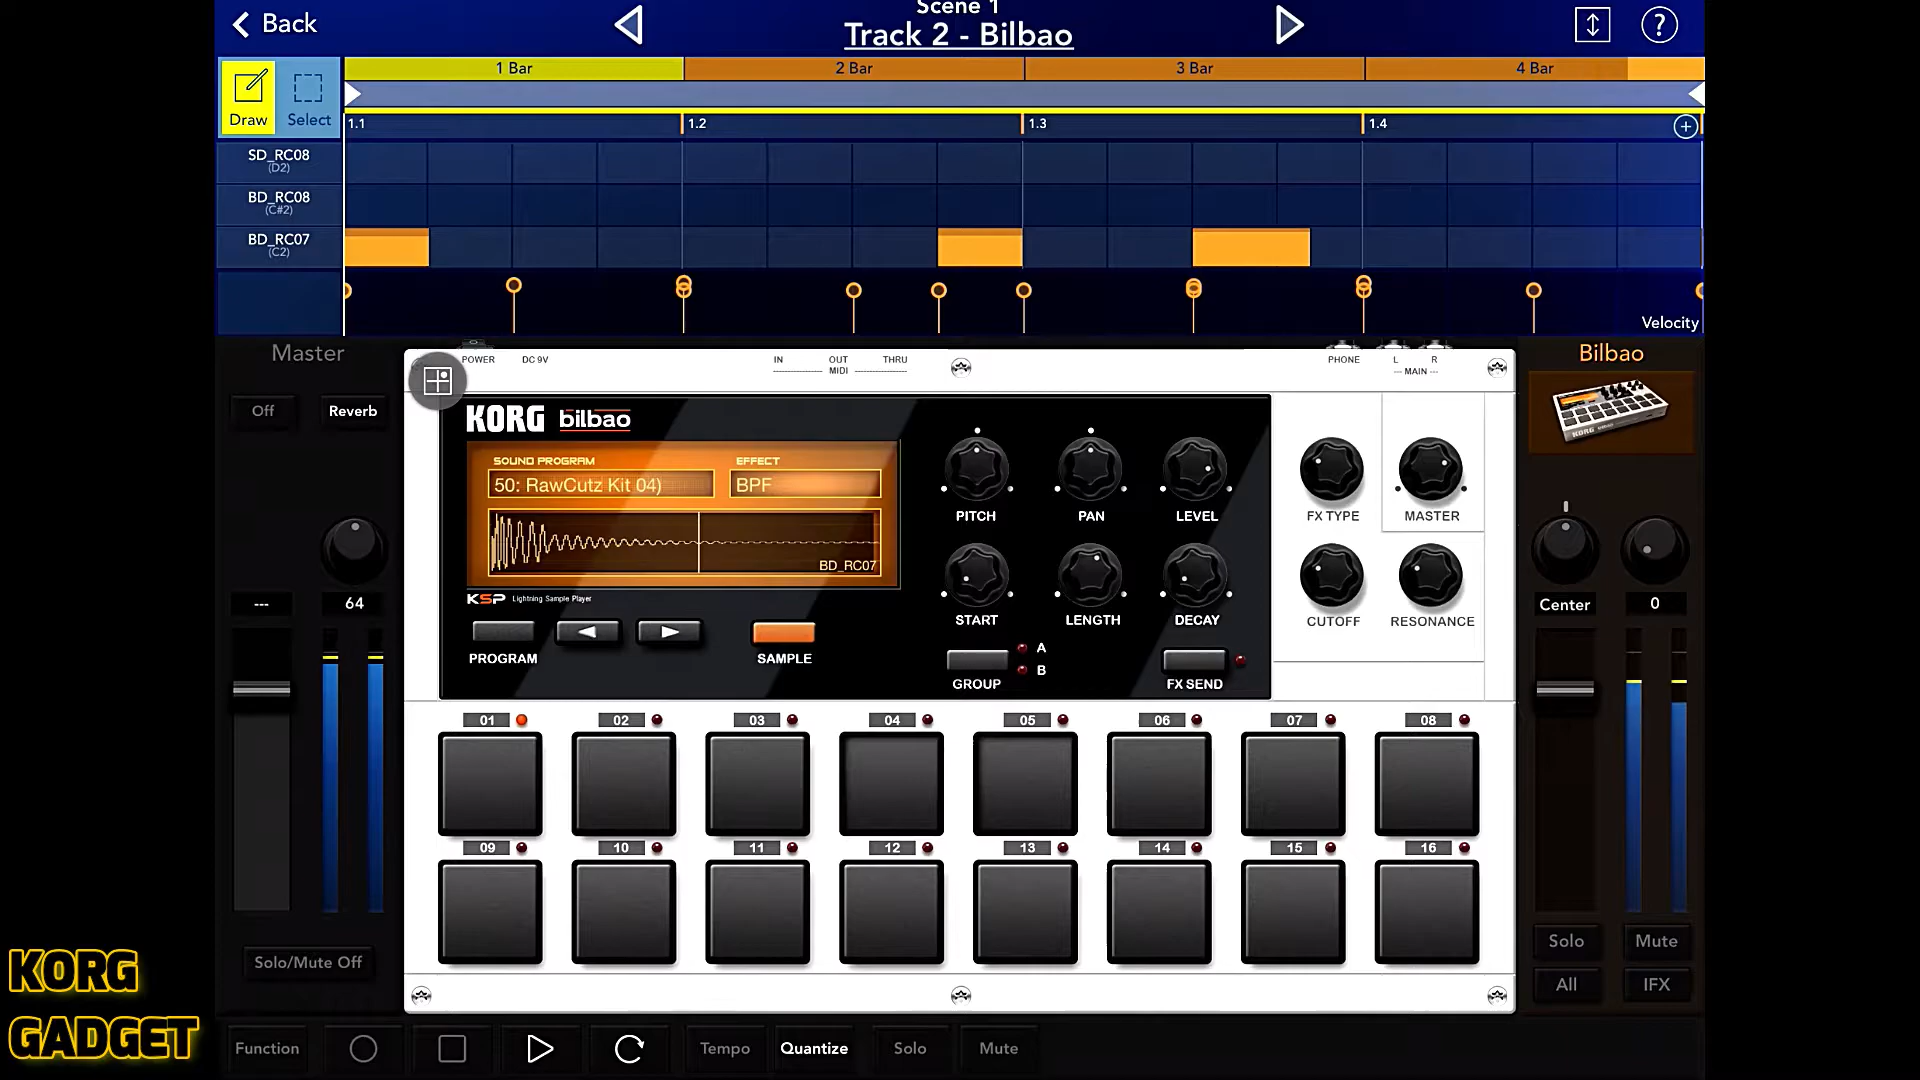 Back
Scene 1
Track 2 - Bilbao
?
Draw
Select
1 Bar
2 Bar
3 Bar
4 Bar
1.1
1.2
1.3
1.4
SD_RC08
(D2)
BD_RC08
(C#2)
BD_RC07
(C2)
Velocity
Master
Off
Reverb
---
64
Solo/Mute Off
POWER
DC 9V
IN
OUT
THRU
MIDI
PHONE
L
R
-- MAIN --
KORG bilbao
SOUND PROGRAM
EFFECT
50: RawCutz Kit 04)
BPF
BD_RC07
KSP Lightning Sample Player
PROGRAM
SAMPLE
PITCH
PAN
LEVEL
START
LENGTH
DECAY
GROUP
A
B
FX SEND
FX TYPE
MASTER
CUTOFF
RESONANCE
01
02
03
04
05
06
07
08
09
10
11
12
13
14
15
16
Bilbao
KORG
Center
0
Solo
Mute
All
IFX
KORG
GADGET
Function
Tempo
Quantize
Solo
Mute